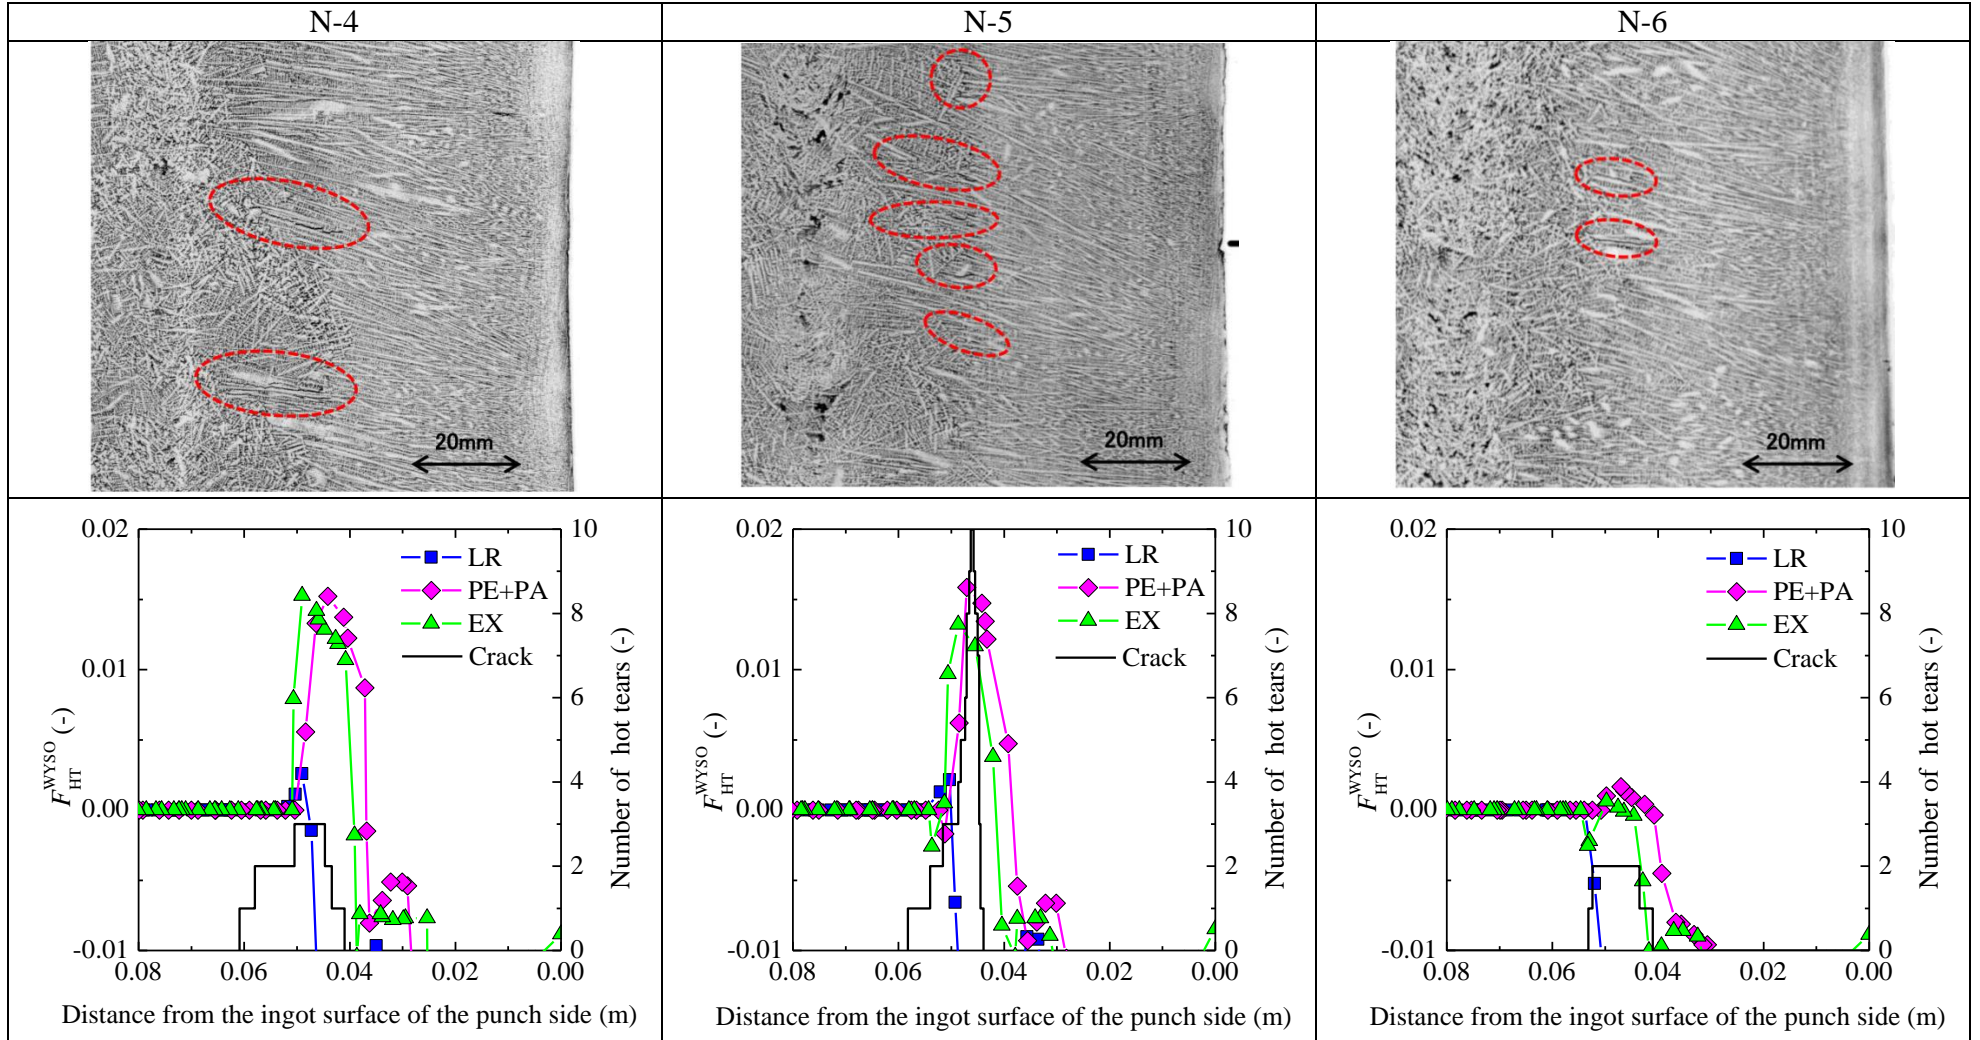 N-4
N-5
N-6
20mm
20mm
20mm
0.02
0.01
0.00
-0.01
10
8
6
4
2
0
LR
PE+PA
EX
Crack
F_HT^WYSO (-)
Number of hot tears (-)
0.08 0.06 0.04 0.02 0.00
Distance from the ingot surface of the punch side (m)
0.02
0.01
0.00
-0.01
10
8
6
4
2
0
LR
PE+PA
EX
Crack
F_HT^WYSO (-)
Number of hot tears (-)
0.08 0.06 0.04 0.02 0.00
Distance from the ingot surface of the punch side (m)
0.02
0.01
0.00
-0.01
10
8
6
4
2
0
LR
PE+PA
EX
Crack
F_HT^WYSO (-)
Number of hot tears (-)
0.08 0.06 0.04 0.02 0.00
Distance from the ingot surface of the punch side (m)